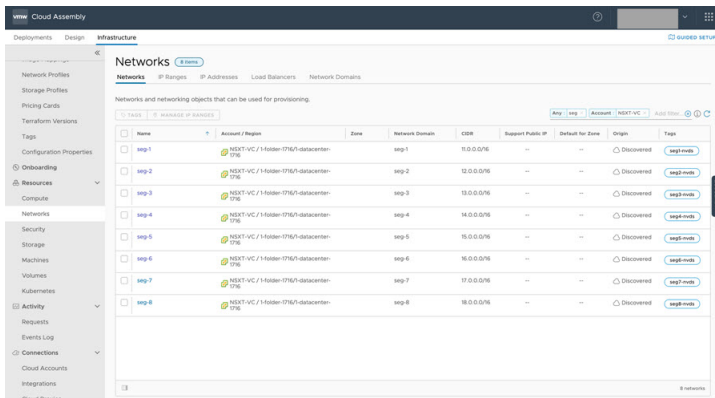 vmw Cloud Assembly
Deployments Design Infrastructure
GUIDED SETUP
Network Profiles
Storage Profiles
Pricing Cards
Terraform Versions
Tags
Configuration Properties
Onboarding
Resources
Compute
Networks
Security
Storage
Machines
Volumes
Kubernetes
Activity
Requests
Events Log
Connections
Cloud Accounts
Integrations
Networks 8 items
Networks IP Ranges IP Addresses Load Balancers Network Domains
Networks and networking objects that can be used for provisioning.
TAGS MANAGE IP RANGES
Any : seg Account : NSXT-VC Add filter...
Name Account / Region Zone Network Domain CIDR Support Public IP Default for Zone Origin Tags
seg-1 NSXT-VC / 1-folder-1716/1-datacenter-1716 seg-1 11.0.0.0/16 -- -- Discovered seg1-nvds
seg-2 NSXT-VC / 1-folder-1716/1-datacenter-1716 seg-2 12.0.0.0/16 -- -- Discovered seg2-nvds
seg-3 NSXT-VC / 1-folder-1716/1-datacenter-1716 seg-3 13.0.0.0/16 -- -- Discovered seg3-nvds
seg-4 NSXT-VC / 1-folder-1716/1-datacenter-1716 seg-4 14.0.0.0/16 -- -- Discovered seg4-nvds
seg-5 NSXT-VC / 1-folder-1716/1-datacenter-1716 seg-5 15.0.0.0/16 -- -- Discovered seg5-nvds
seg-6 NSXT-VC / 1-folder-1716/1-datacenter-1716 seg-6 16.0.0.0/16 -- -- Discovered seg6-nvds
seg-7 NSXT-VC / 1-folder-1716/1-datacenter-1716 seg-7 17.0.0.0/16 -- -- Discovered seg7-nvds
seg-8 NSXT-VC / 1-folder-1716/1-datacenter-1716 seg-8 18.0.0.0/16 -- -- Discovered seg8-nvds
8 networks